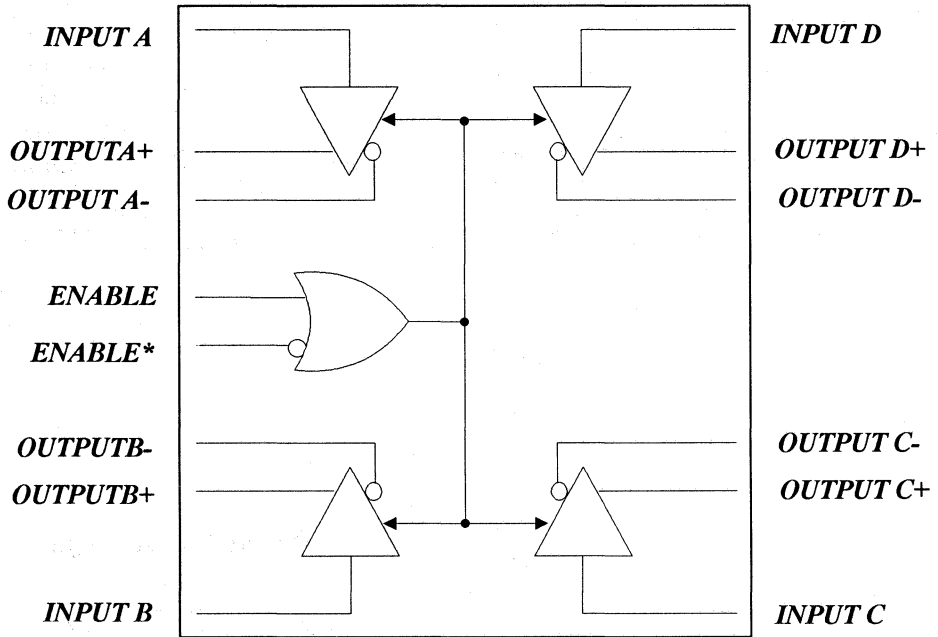 INPUT A
OUTPUTA+
OUTPUT A-
ENABLE
ENABLE*
OUTPUTB-
OUTPUTB+
INPUT B
INPUT D
OUTPUT D+
OUTPUT D-
OUTPUT C-
OUTPUT C+
INPUT C